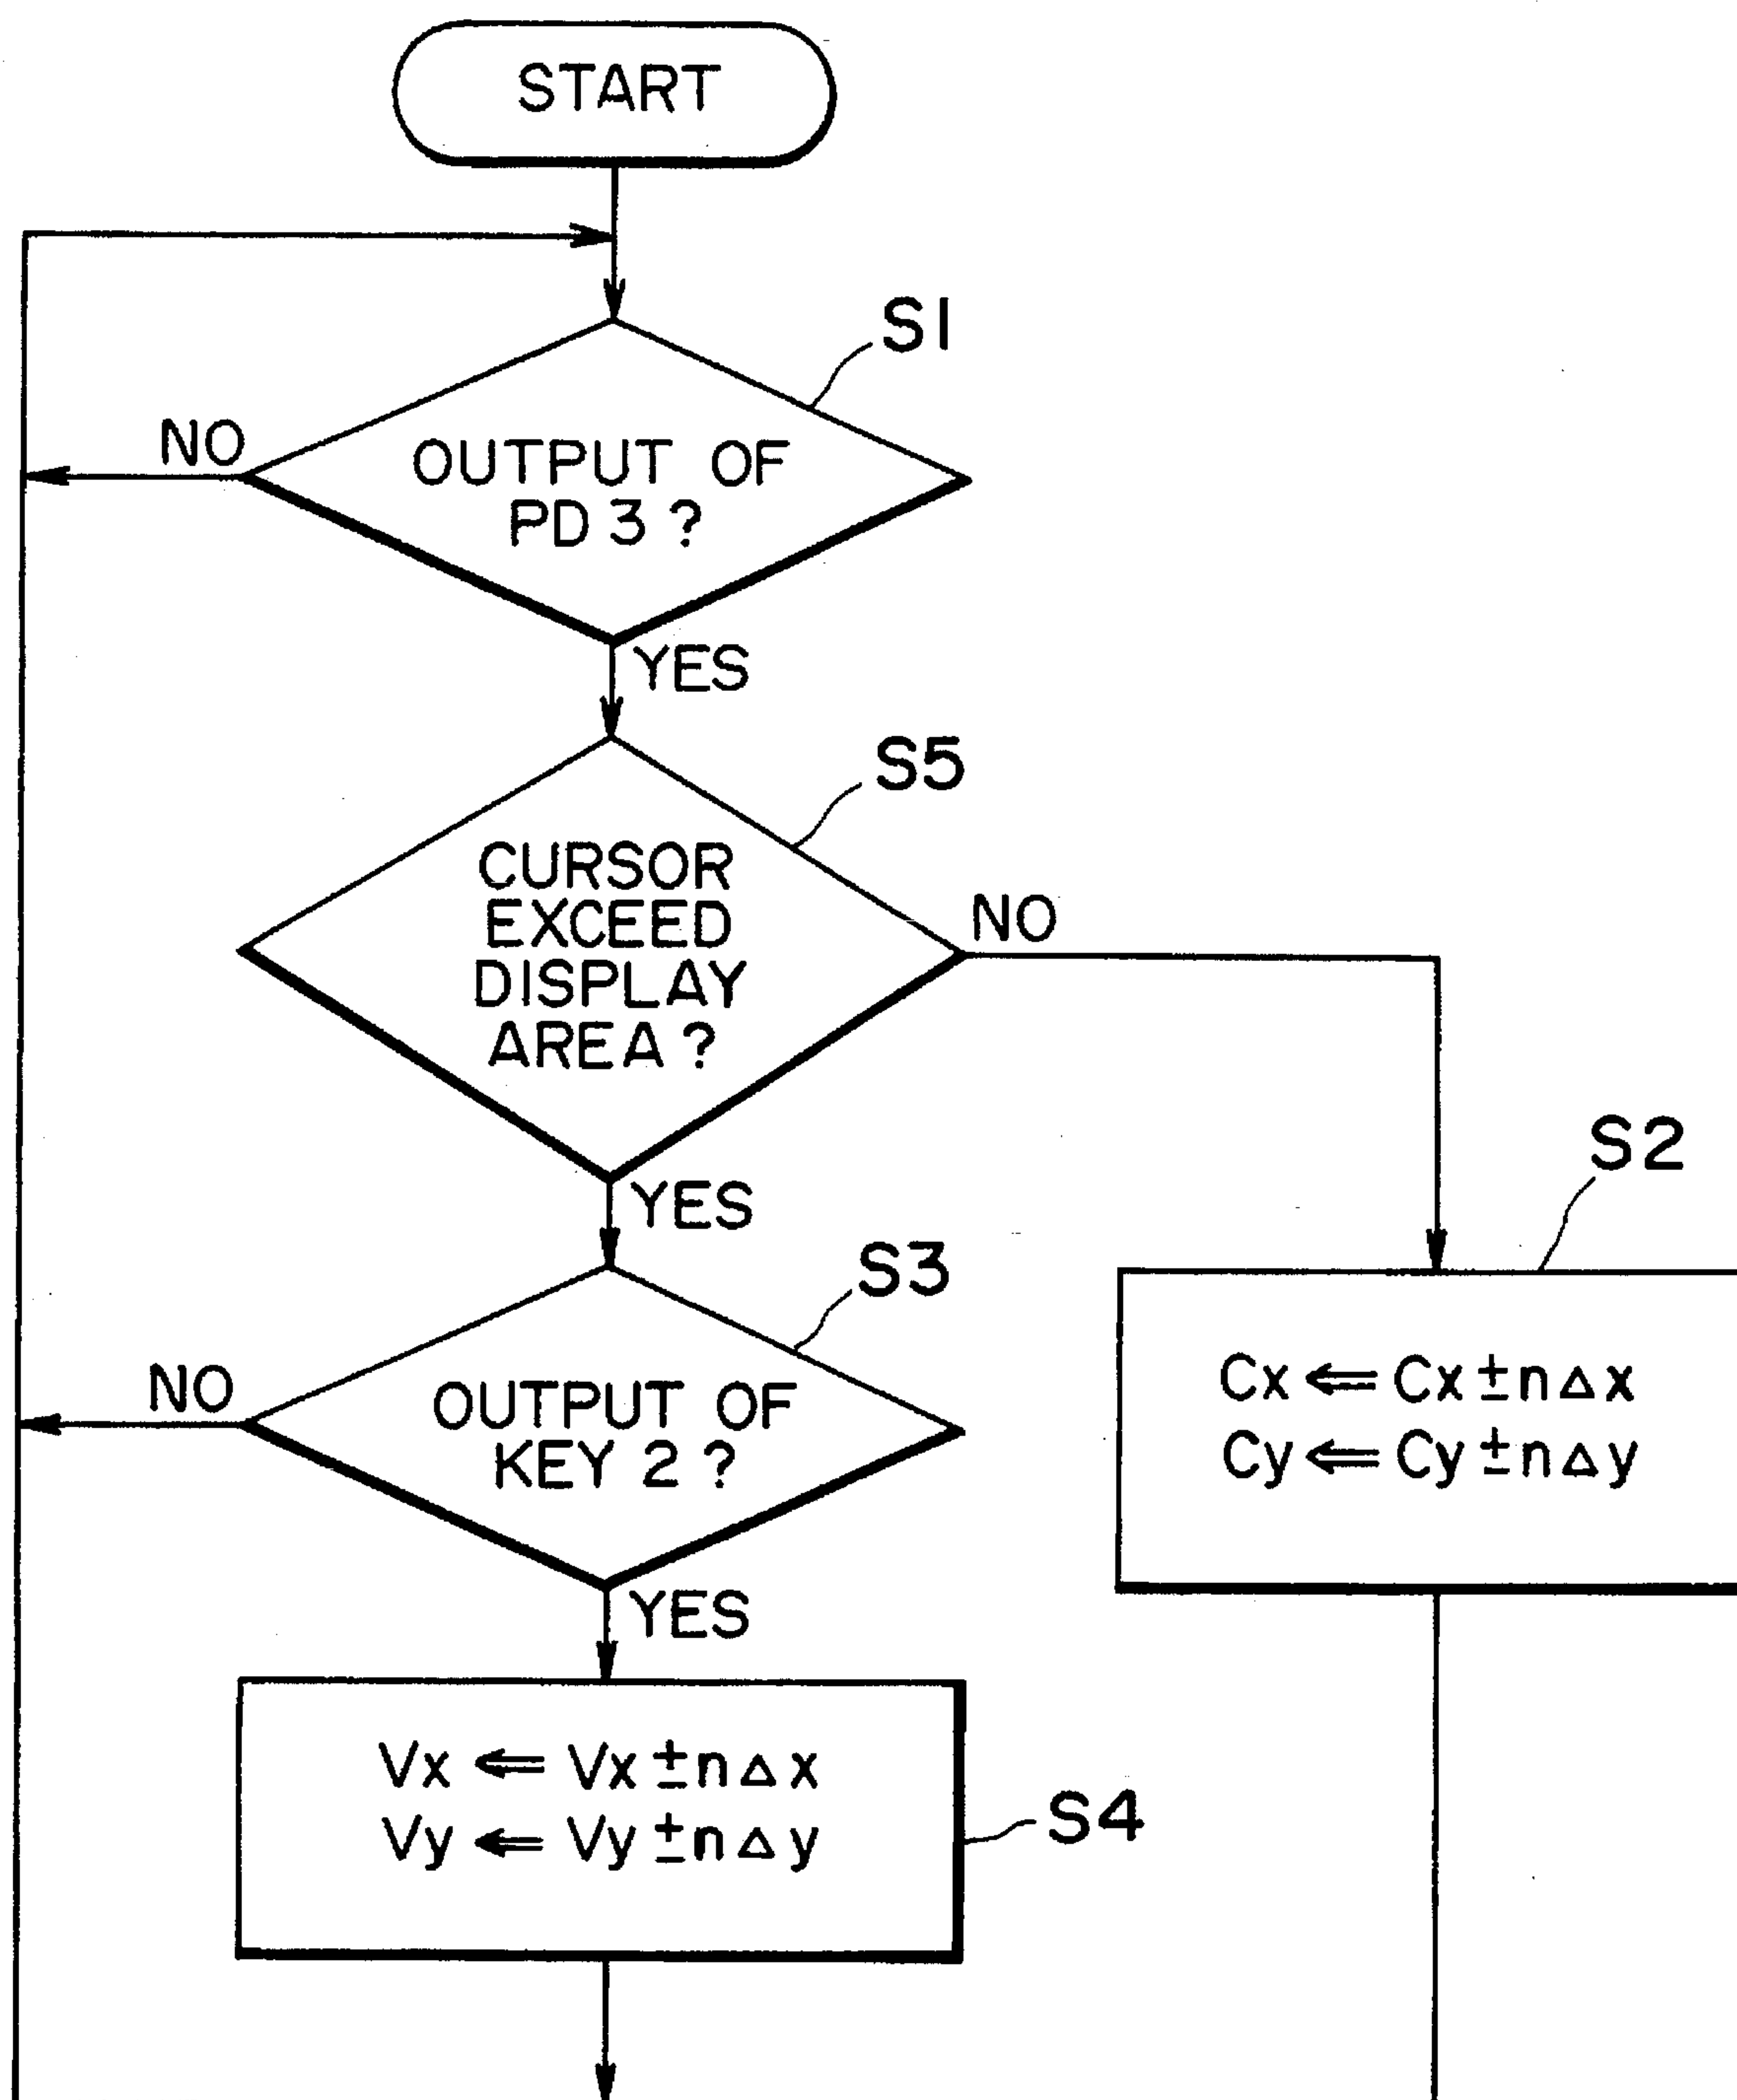 START
S1
NO
OUTPUT OF
PD 3 ?
YES
S5
CURSOR
EXCEED
DISPLAY
AREA ?
NO
YES
S2
S3
Cx ⇐ Cx ± n △ x
Cy ⇐ Cy ± n △ y
NO
OUTPUT OF
KEY 2 ?
YES
Vx ⇐ Vx ± n △ x
Vy ⇐ Vy ± n △ y
S4